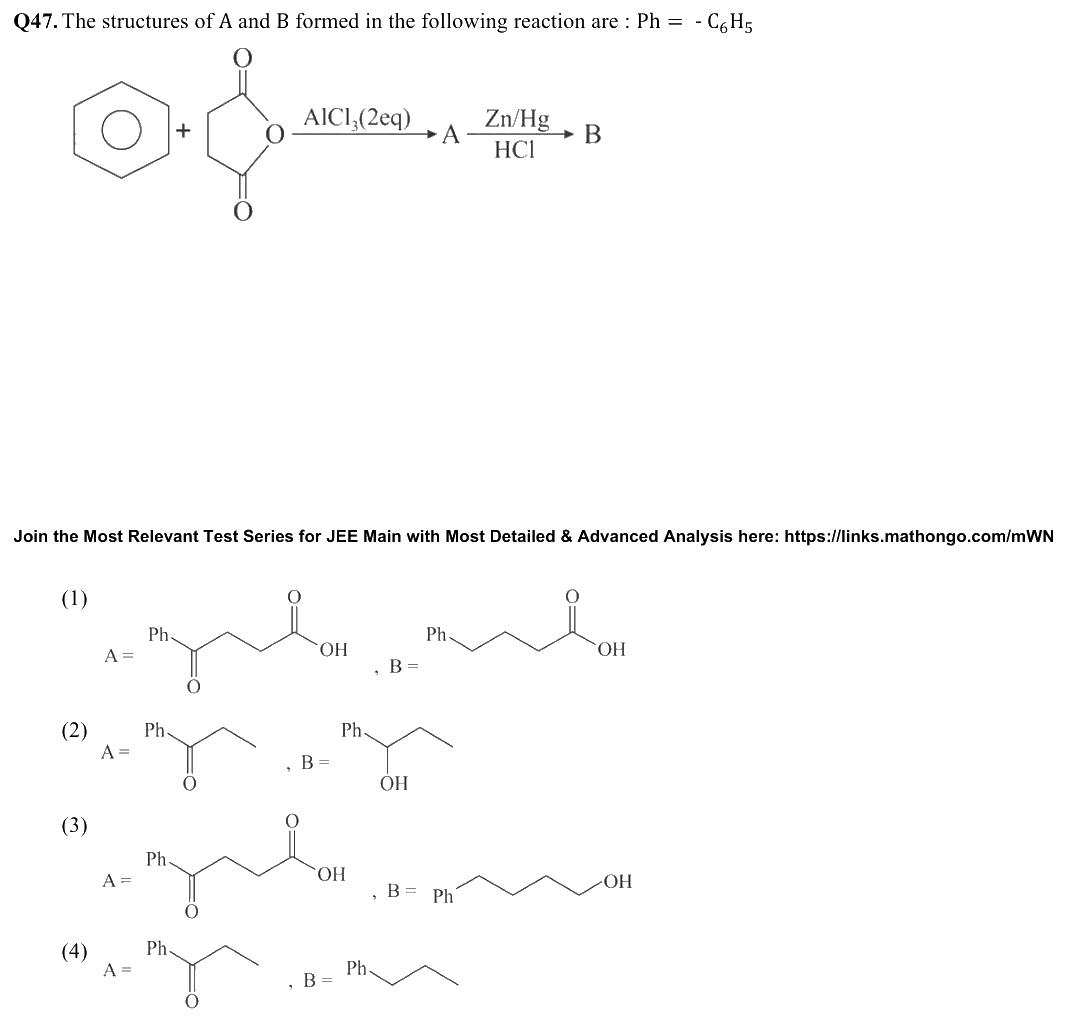 Q47. The structures of A and B formed in the following reaction are : Ph = - C₆H₅
O
+ O AlCl₃(2eq) A Zn/Hg B
HCl
O
Join the Most Relevant Test Series for JEE Main with Most Detailed & Advanced Analysis here: https://links.mathongo.com/mWN
(1) A = Ph O O OH , B = Ph O OH
(2) A = Ph O , B = Ph OH
(3) A = Ph O O OH , B = Ph OH
(4) A = Ph O , B = Ph